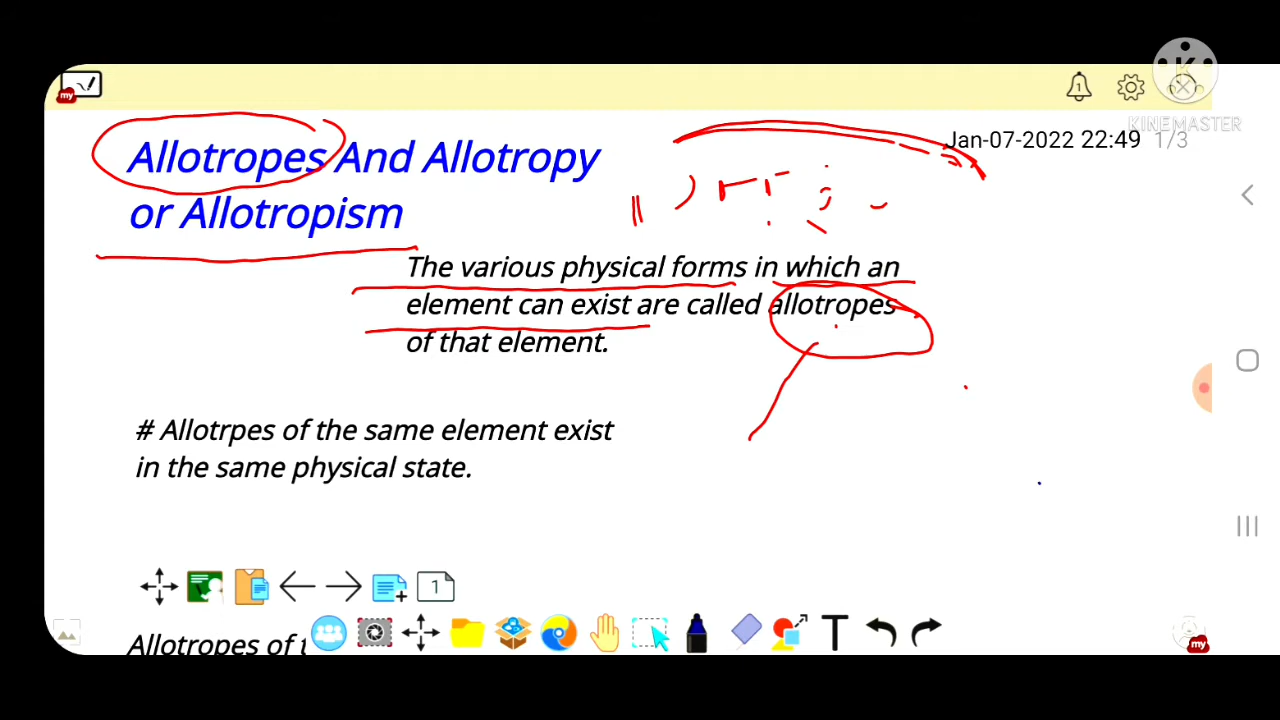 KINEMASTER
Jan-07-2022 22:49 1/3
Allotropes And Allotropy
or Allotropism
The various physical forms in which an
element can exist are called allotropes
of that element.
# Allotrpes of the same element exist
in the same physical state.
1
Allotropes of t
T
my
my